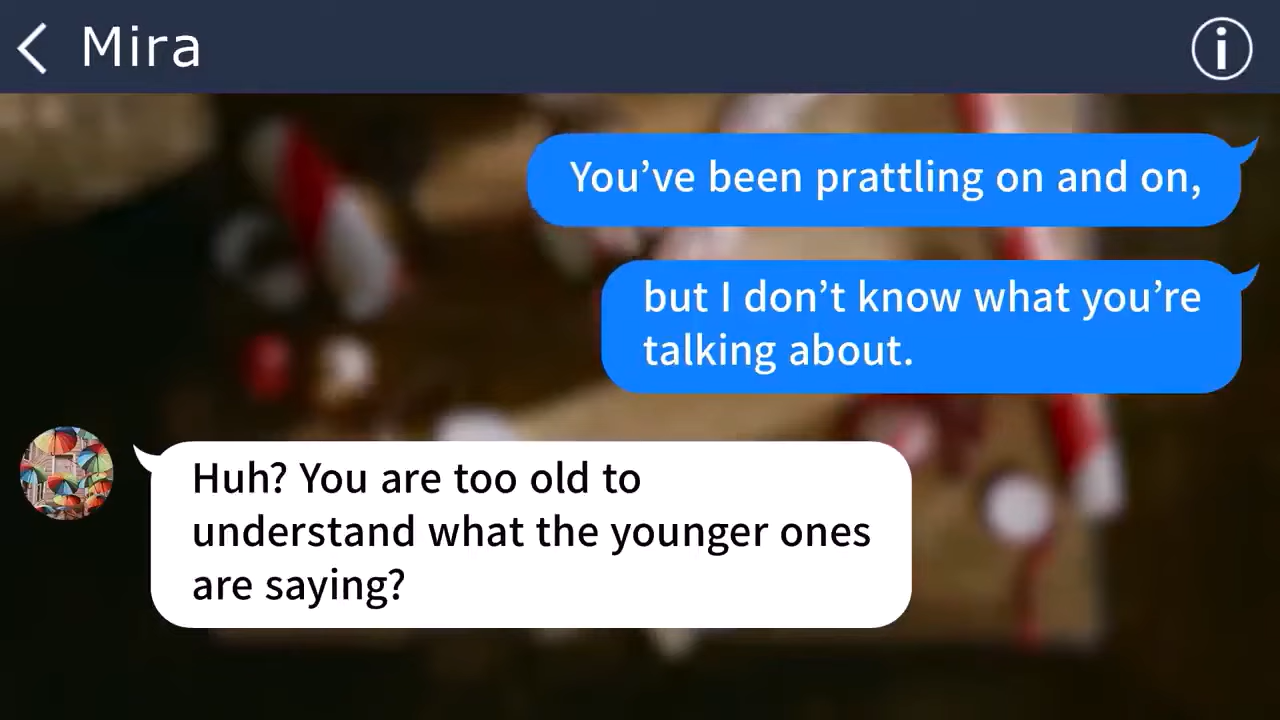 Mira
You’ve been prattling on and on,
but I don’t know what you’re
talking about.
Huh? You are too old to
understand what the younger ones
are saying?